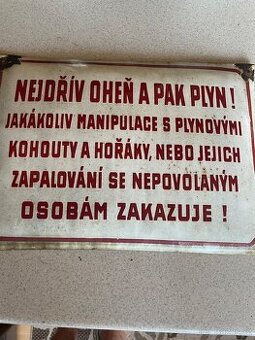 NEJDŘÍV OHEŇ A PAK PLYN!
JAKÁKOLIV MANIPULACE S PLYNOVÝMI
KOHOUTY A HOŘÁKY, NEBO JEJICH
ZAPALOVÁNÍ SE NEPOVOLANÝM
OSOBÁM ZAKAZUJE!